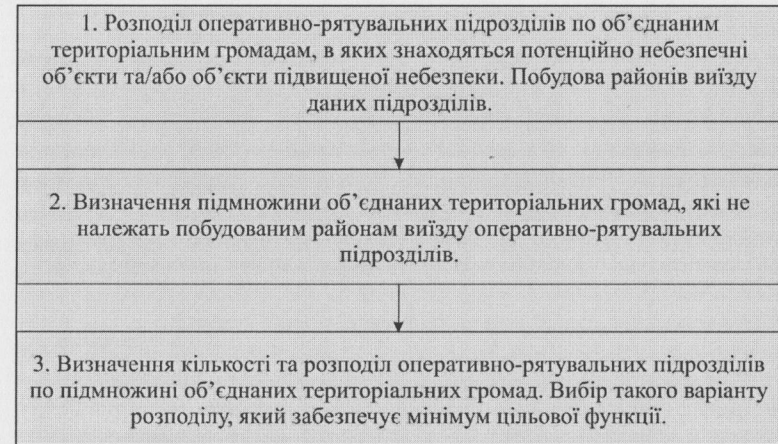 1. Розподіл оперативно-рятувальних підрозділів по об’єднаним
територіальним громадам, в яких знаходяться потенційно небезпечні
об’єкти та/або об’єкти підвищеної небезпеки. Побудова районів виїзду
даних підрозділів.
2. Визначення підмножини об’єднаних територіальних громад, які не
належать побудованим районам виїзду оперативно-рятувальних
підрозділів.
3. Визначення кількості та розподіл оперативно-рятувальних підрозділів
по підмножині об’єднаних територіальних громад. Вибір такого варіанту
розподілу, який забезпечує мінімум цільової функції.